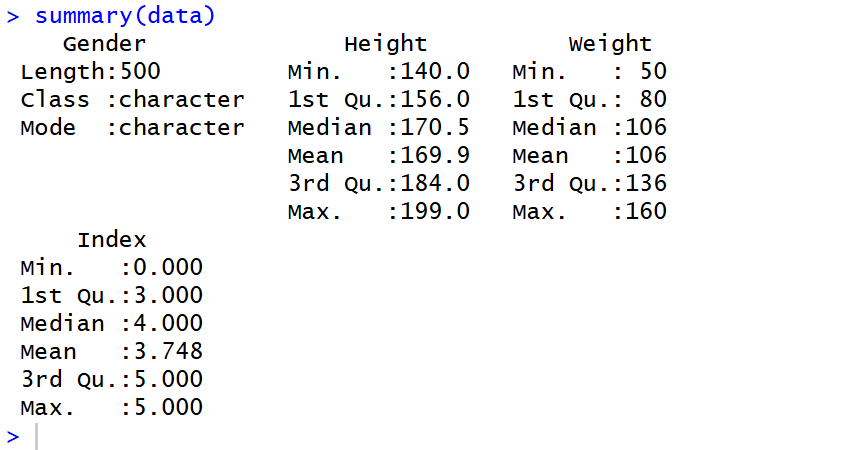 > summary(data)
    Gender              Height          Weight
 Length:500         Min.   :140.0   Min.   : 50
 Class :character   1st Qu.:156.0   1st Qu.: 80
 Mode  :character   Median :170.5   Median :106
                    Mean   :169.9   Mean   :106
                    3rd Qu.:184.0   3rd Qu.:136
                    Max.   :199.0   Max.   :160
     Index
 Min.   :0.000
 1st Qu.:3.000
 Median :4.000
 Mean   :3.748
 3rd Qu.:5.000
 Max.   :5.000
>